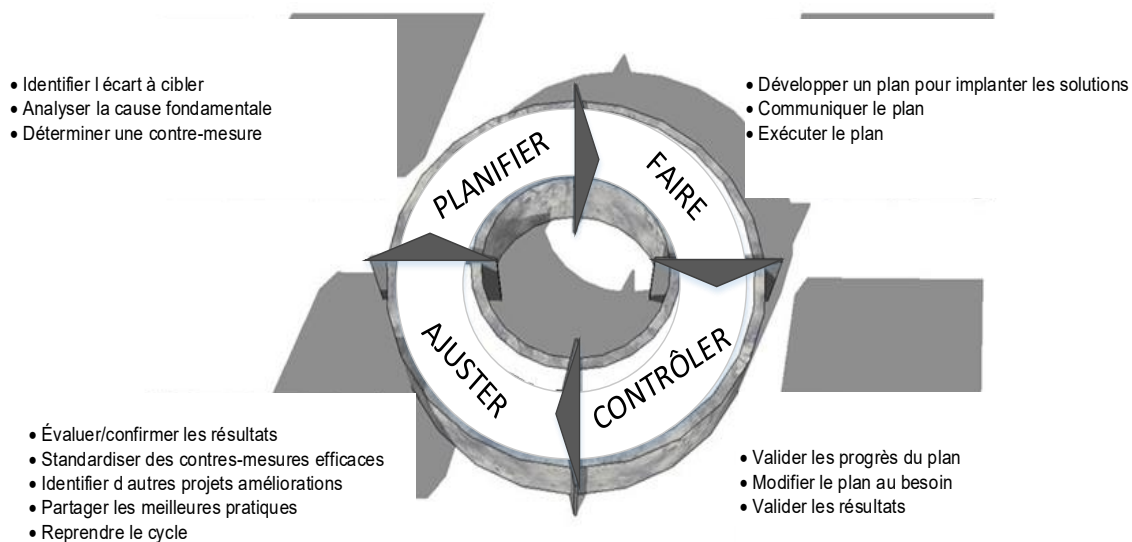 • Identifier l écart à cibler
• Analyser la cause fondamentale
• Déterminer une contre-mesure
• Développer un plan pour implanter les solutions
• Communiquer le plan
• Exécuter le plan
PLANIFIER
FAIRE
AJUSTER
CONTRÔLER
• Évaluer/confirmer les résultats
• Standardiser des contres-mesures efficaces
• Identifier d autres projets améliorations
• Partager les meilleures pratiques
• Reprendre le cycle
• Valider les progrès du plan
• Modifier le plan au besoin
• Valider les résultats